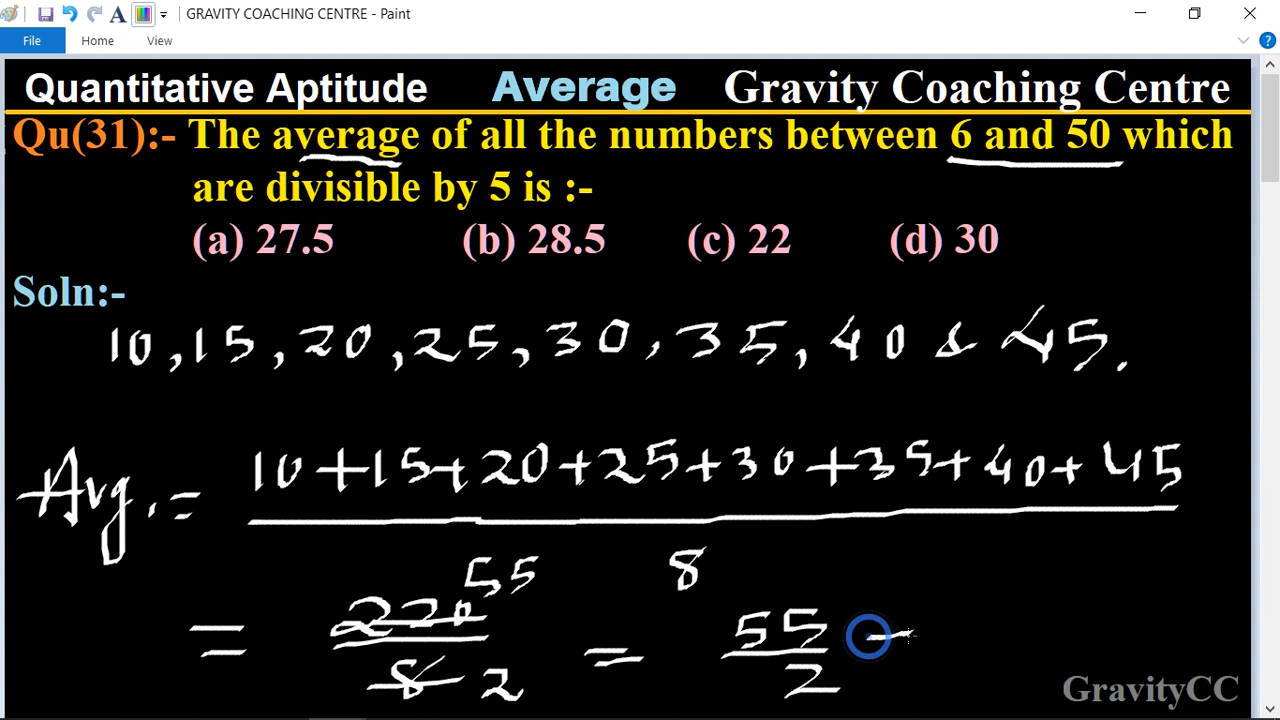 GRAVITY COACHING CENTRE - Paint
File Home View
Quantitative Aptitude Average Gravity Coaching Centre
Qu(31):- The average of all the numbers between 6 and 50 which
are divisible by 5 is :-
(a) 27.5 (b) 28.5 (c) 22 (d) 30
Soln:-
10, 15, 20, 25, 30, 35, 40 & 45.
Avg. = 10+15+20+25+30+35+40+45
8
= 220 55 = 55 -
8 2 2
GravityCC